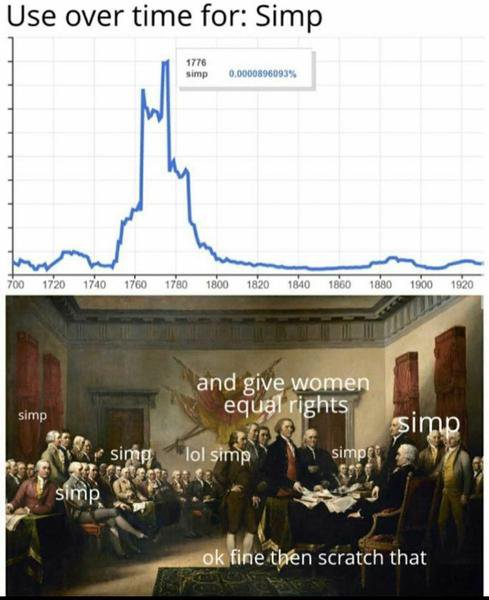 Use over time for: Simp
1776
simp 0.0000896093%
700 1720 1740 1760 1780 1800 1820 1840 1860 1880 1900 1920
and give women
equal rights
simp
simp
simp
lol simp
simp
simp
ok fine then scratch that